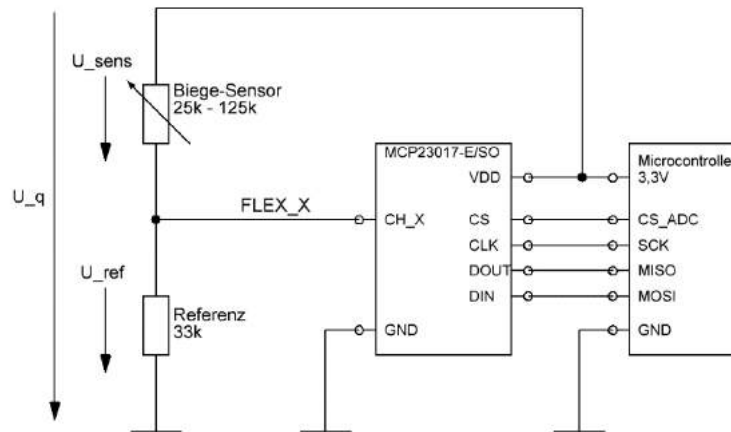 U_sens
Biege-Sensor
25k - 125k
U_q
FLEX_X
U_ref
Referenz
33k
MCP23017-E/SO
VDD
CH_X
CS
CLK
DOUT
DIN
GND
Microcontrolle
3,3V
CS_ADC
SCK
MISO
MOSI
GND